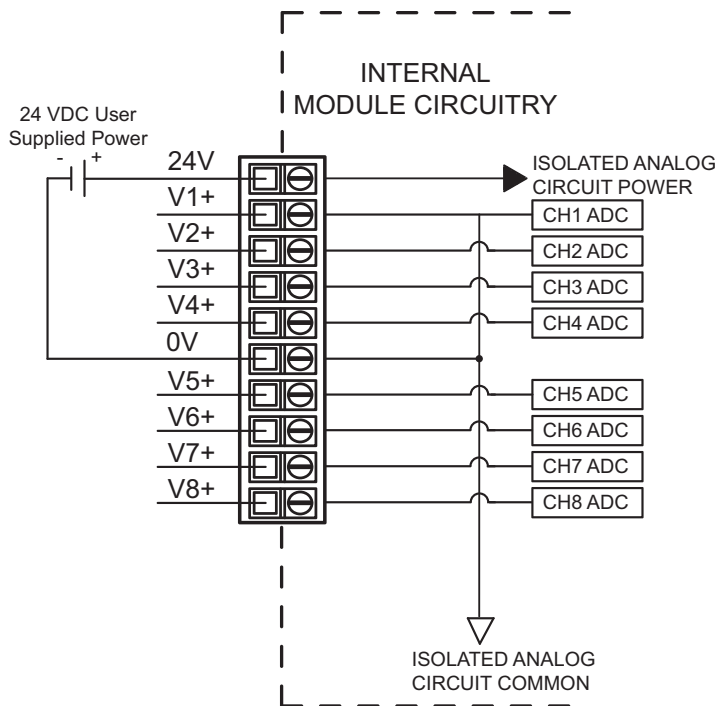 INTERNAL
MODULE CIRCUITRY
24 VDC User
Supplied Power
- +
24V
ISOLATED ANALOG
CIRCUIT POWER
V1+
CH1 ADC
V2+
CH2 ADC
V3+
CH3 ADC
V4+
CH4 ADC
0V
V5+
CH5 ADC
V6+
CH6 ADC
V7+
CH7 ADC
V8+
CH8 ADC
ISOLATED ANALOG
CIRCUIT COMMON